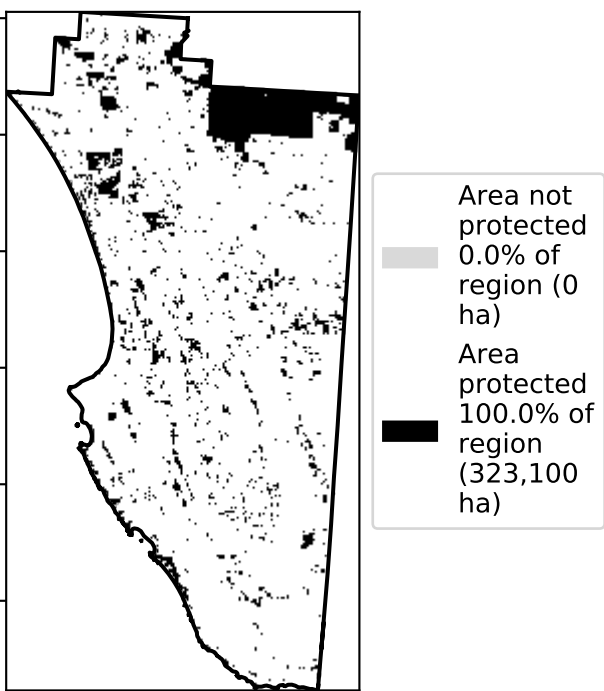 Area not
protected
0.0% of
region (0
ha)
Area
protected
100.0% of
region
(323,100
ha)